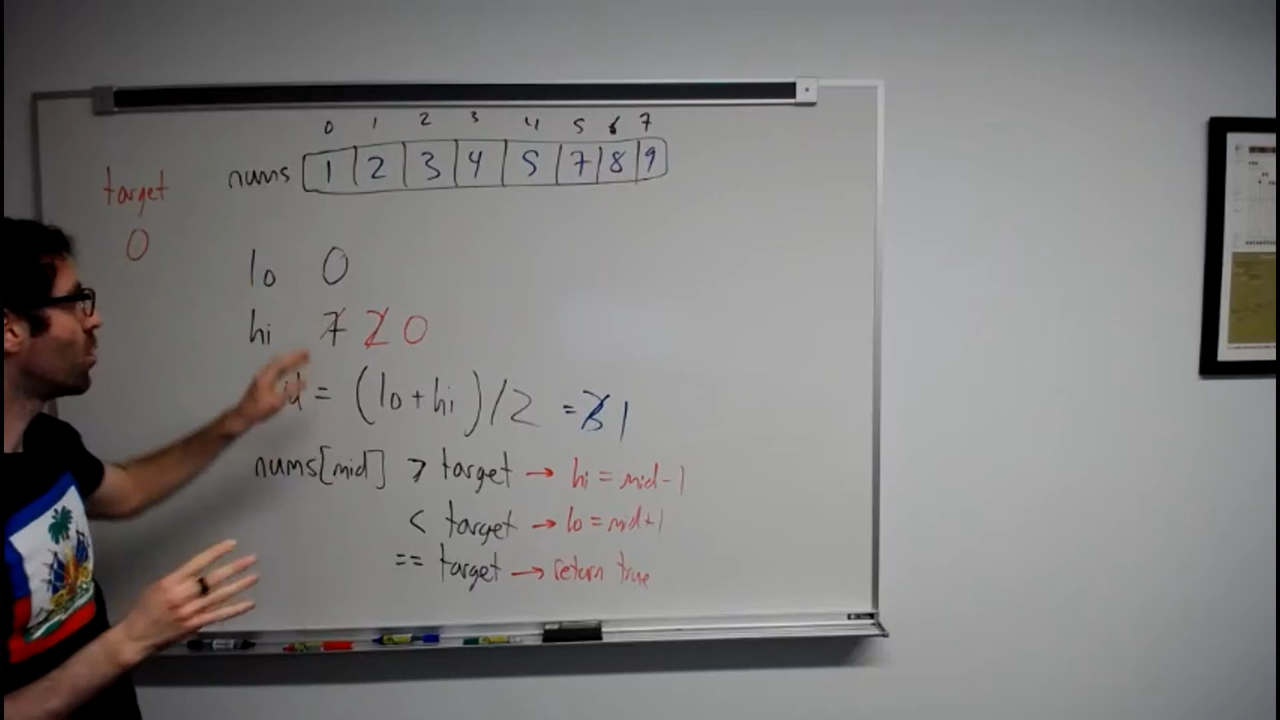 0 1 2 3 4 5 6 7
nums 1 2 3 4 5 7 8 9
target
0
lo 0
hi 7 2 0
= (lo+hi)/2 = 3 1
nums[mid] > target → hi = mid-1
< target → lo = mid+1
== target → return true